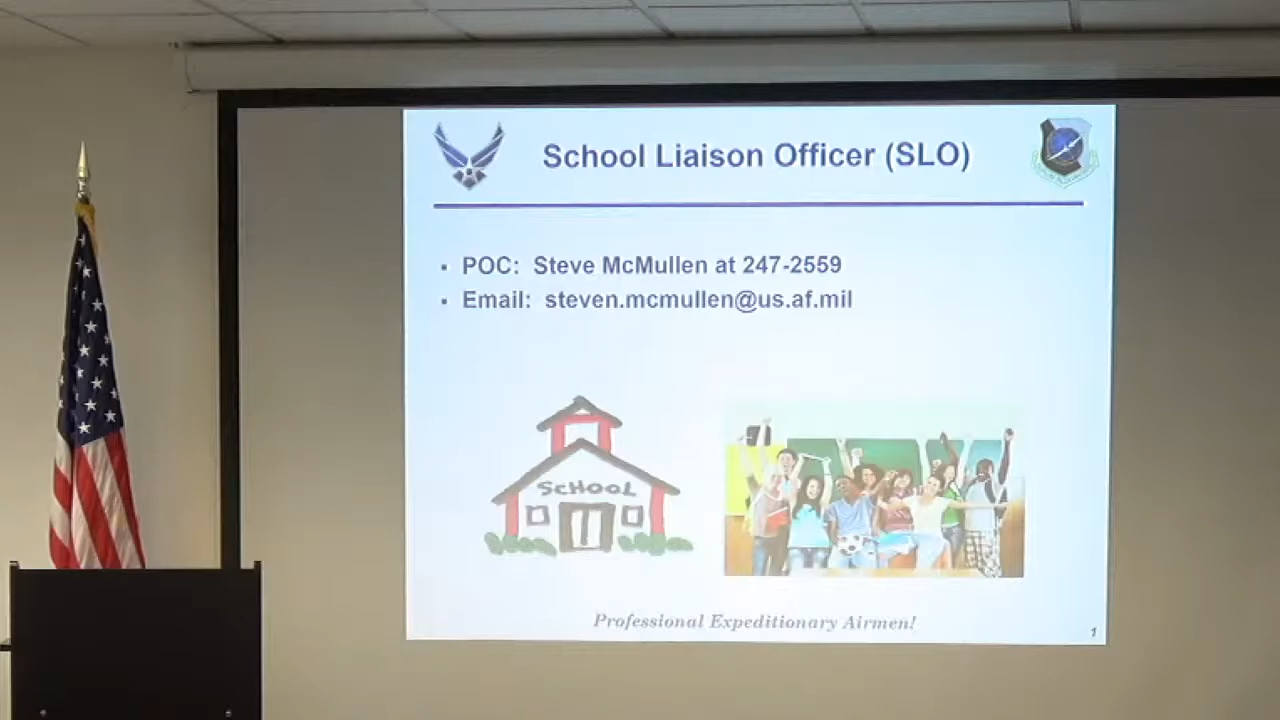 School Liaison Officer (SLO)
▪ POC: Steve McMullen at 247-2559
▪ Email: steven.mcmullen@us.af.mil
SCHOOL
Professional Expeditionary Airmen!
1